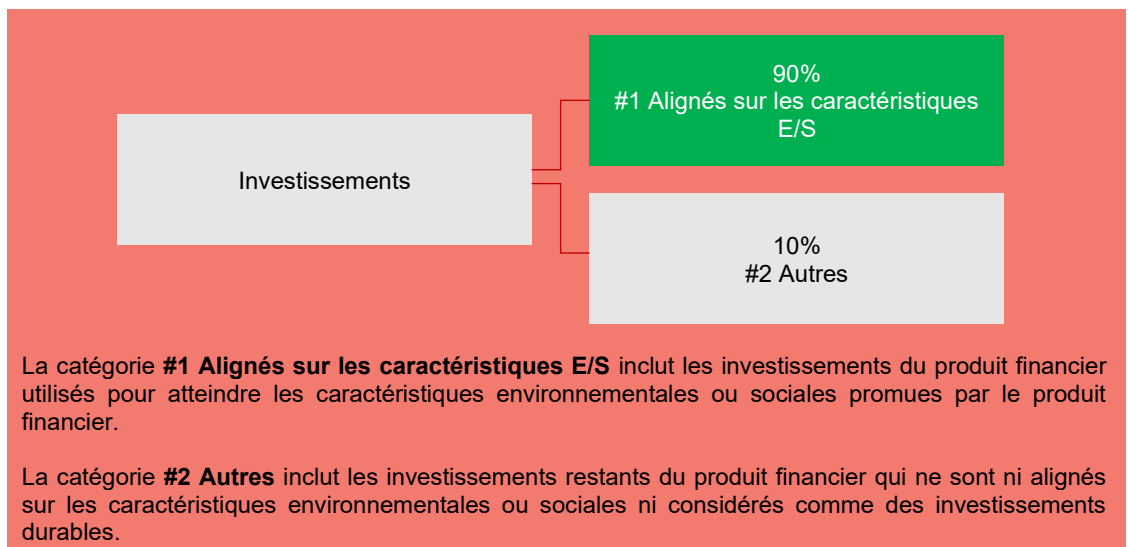 90%
#1 Alignés sur les caractéristiques
E/S
Investissements
10%
#2 Autres
La catégorie #1 Alignés sur les caractéristiques E/S inclut les investissements du produit financier
utilisés pour atteindre les caractéristiques environnementales ou sociales promues par le produit
financier.
La catégorie #2 Autres inclut les investissements restants du produit financier qui ne sont ni alignés
sur les caractéristiques environnementales ou sociales ni considérés comme des investissements
durables.